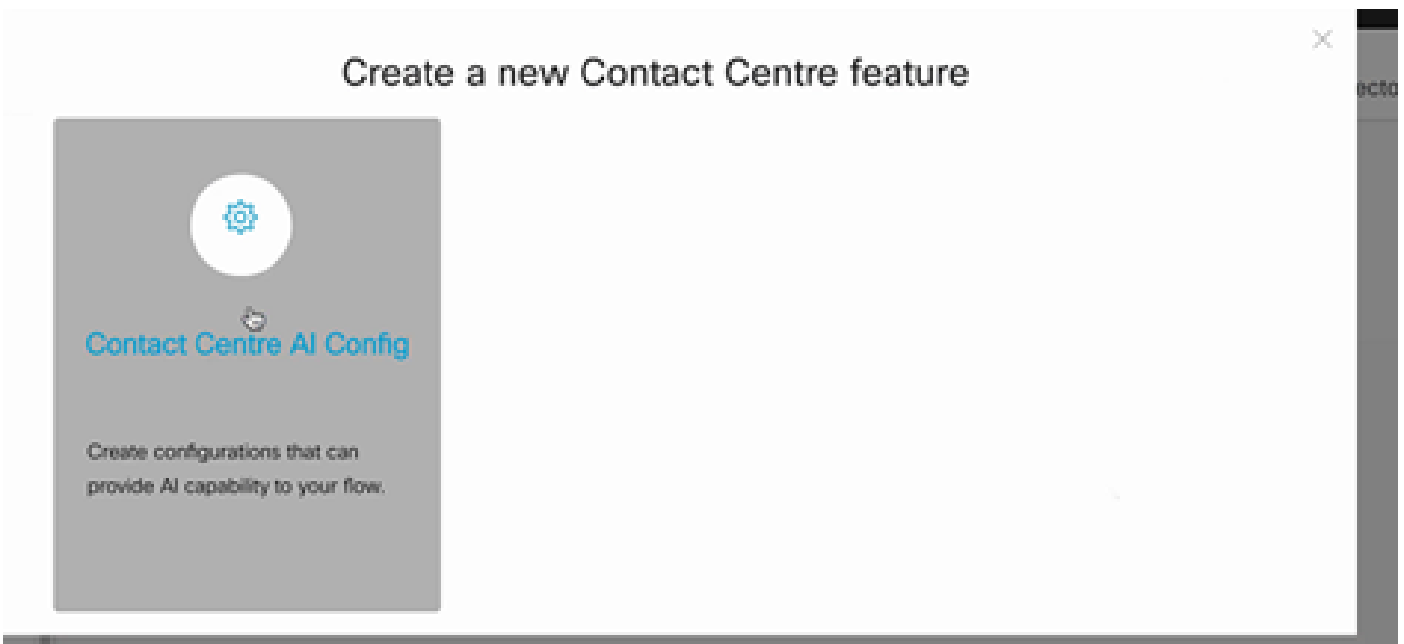 Create a new Contact Centre feature
ecto
Contact Centre AI Config
Create configurations that can
provide AI capability to your flow.